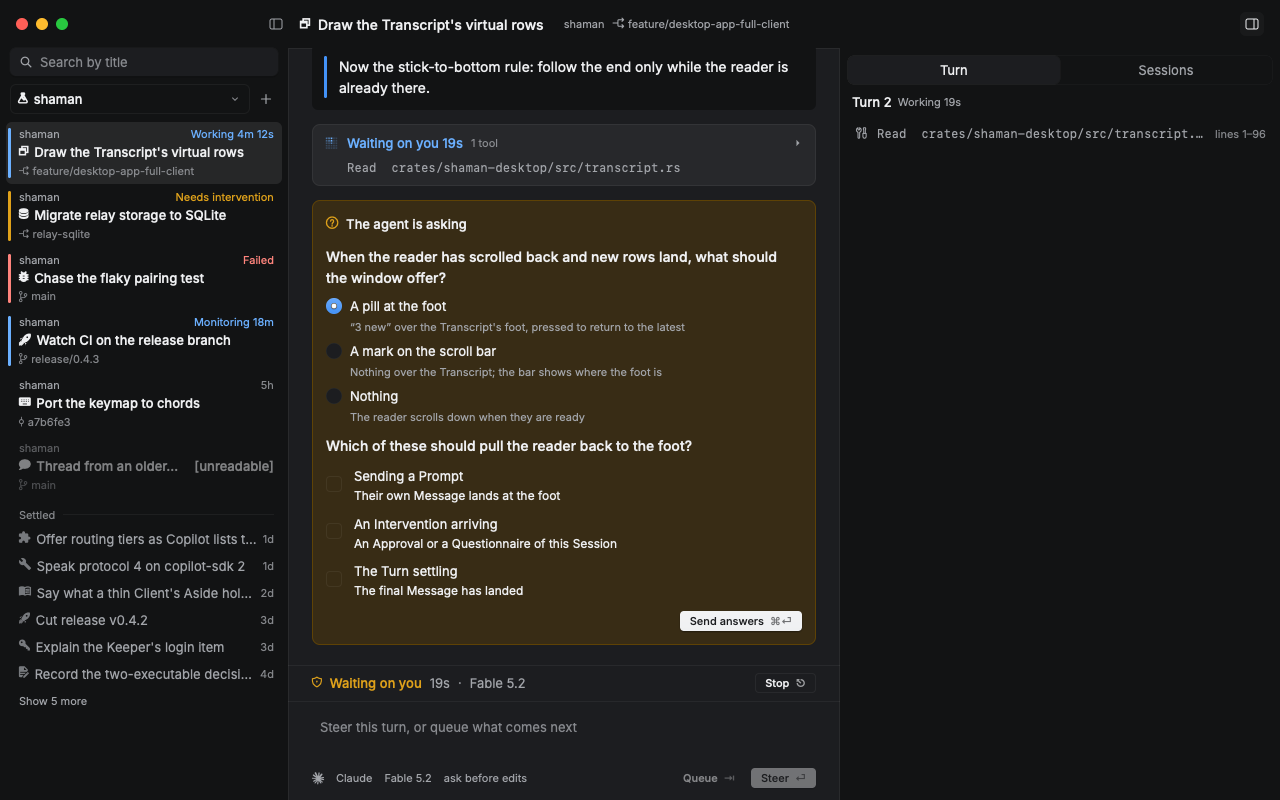 Draw the Transcript's virtual rows
shaman feature/desktop-app-full-client
Search by title
shaman
shaman Working 4m 12s
Draw the Transcript's virtual rows
feature/desktop-app-full-client
shaman Needs intervention
Migrate relay storage to SQLite
relay-sqlite
shaman Failed
Chase the flaky pairing test
main
shaman Monitoring 18m
Watch CI on the release branch
release/0.4.3
shaman 5h
Port the keymap to chords
a7b6fe3
shaman
Thread from an older... [unreadable]
main
Settled
Offer routing tiers as Copilot lists t... 1d
Speak protocol 4 on copilot-sdk 2 1d
Say what a thin Client's Aside hol... 2d
Cut release v0.4.2 3d
Explain the Keeper's login item 3d
Record the two-executable decisi... 4d
Show 5 more
Now the stick-to-bottom rule: follow the end only while the reader is
already there.
Waiting on you 19s 1 tool
Read crates/shaman-desktop/src/transcript.rs
The agent is asking
When the reader has scrolled back and new rows land, what should
the window offer?
A pill at the foot
“3 new” over the Transcript's foot, pressed to return to the latest
A mark on the scroll bar
Nothing over the Transcript; the bar shows where the foot is
Nothing
The reader scrolls down when they are ready
Which of these should pull the reader back to the foot?
Sending a Prompt
Their own Message lands at the foot
An Intervention arriving
An Approval or a Questionnaire of this Session
The Turn settling
The final Message has landed
Send answers ⌘⏎
Waiting on you 19s · Fable 5.2
Stop
Steer this turn, or queue what comes next
Claude Fable 5.2 ask before edits
Queue ⇥ Steer ⏎
Turn Sessions
Turn 2 Working 19s
Read crates/shaman-desktop/src/transcript.… lines 1–96